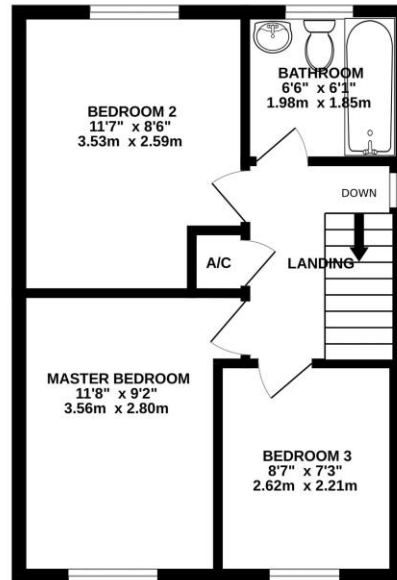 BEDROOM 2
11'7" x 8'6"
3.53m x 2.59m
BATHROOM
6'6" x 6'1"
1.98m x 1.85m
DOWN
A/C
LANDING
MASTER BEDROOM
11'8" x 9'2"
3.56m x 2.80m
BEDROOM 3
8'7" x 7'3"
2.62m x 2.21m